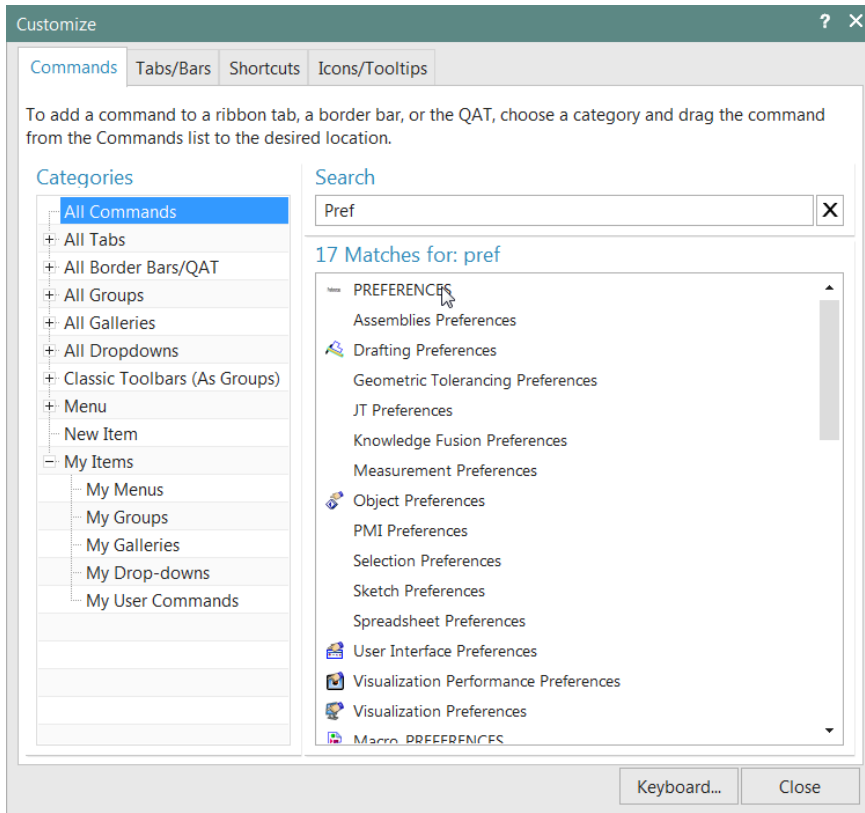 Customize
? X
Commands Tabs/Bars Shortcuts Icons/Tooltips
To add a command to a ribbon tab, a border bar, or the QAT, choose a category and drag the command
from the Commands list to the desired location.
Categories
All Commands
All Tabs
All Border Bars/QAT
All Groups
All Galleries
All Dropdowns
Classic Toolbars (As Groups)
Menu
New Item
My Items
My Menus
My Groups
My Galleries
My Drop-downs
My User Commands
Search
Pref
X
17 Matches for: pref
PREFERENCES
Assemblies Preferences
Drafting Preferences
Geometric Tolerancing Preferences
JT Preferences
Knowledge Fusion Preferences
Measurement Preferences
Object Preferences
PMI Preferences
Selection Preferences
Sketch Preferences
Spreadsheet Preferences
User Interface Preferences
Visualization Performance Preferences
Visualization Preferences
Macro PREFERENCES
Keyboard... Close